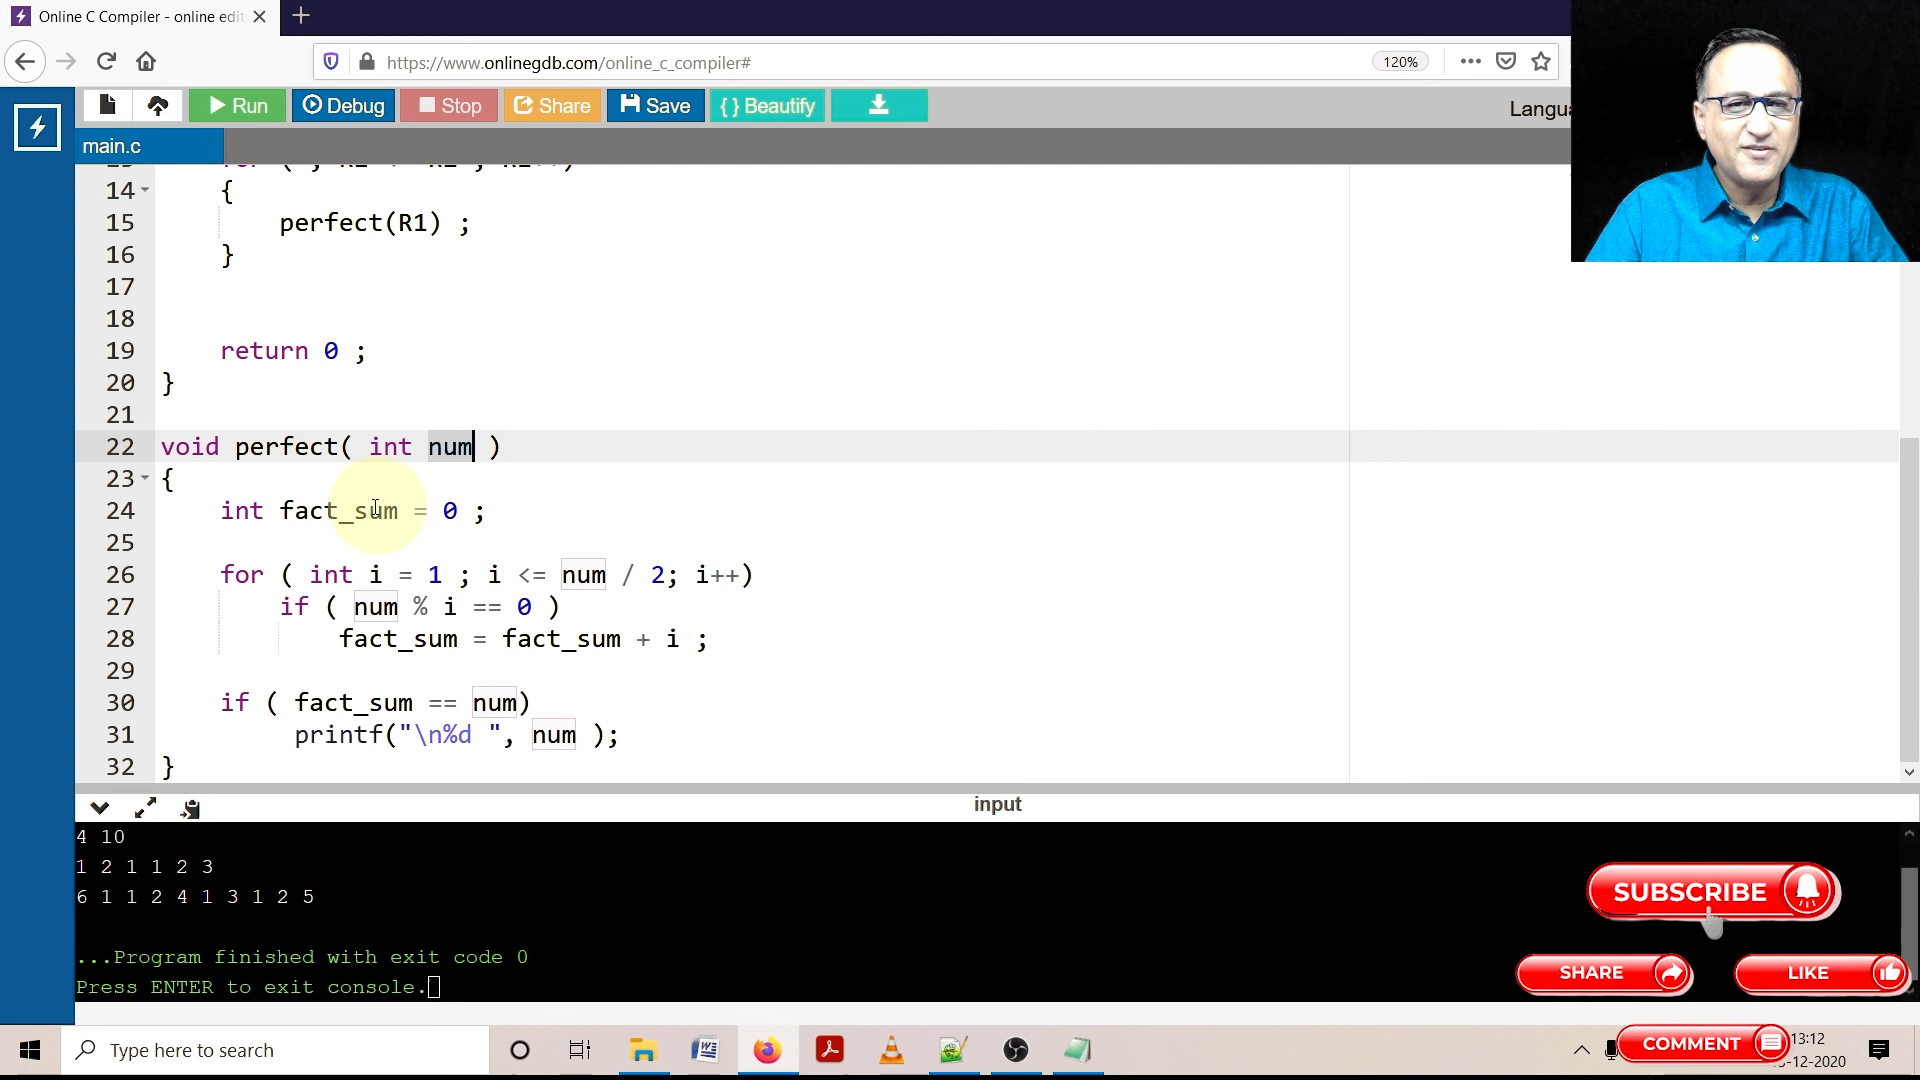 Online C Compiler - online edit
https://www.onlinegdb.com/online_c_compiler#
120%
Run
Debug
Stop
Share
Save
{ } Beautify
Langua
main.c
14 {
15 perfect(R1) ;
16 }
17
18
19 return 0 ;
20 }
21
22 void perfect( int num )
23 {
24 int fact_sum = 0 ;
25
26 for ( int i = 1 ; i <= num / 2; i++)
27 if ( num % i == 0 )
28 fact_sum = fact_sum + i ;
29
30 if ( fact_sum == num)
31 printf("\n%d ", num );
32 }
input
4 10
1 2 1 1 2 3
6 1 1 2 4 1 3 1 2 5
...Program finished with exit code 0
Press ENTER to exit console.
SUBSCRIBE
SHARE
LIKE
COMMENT
Type here to search
13:12
-12-2020